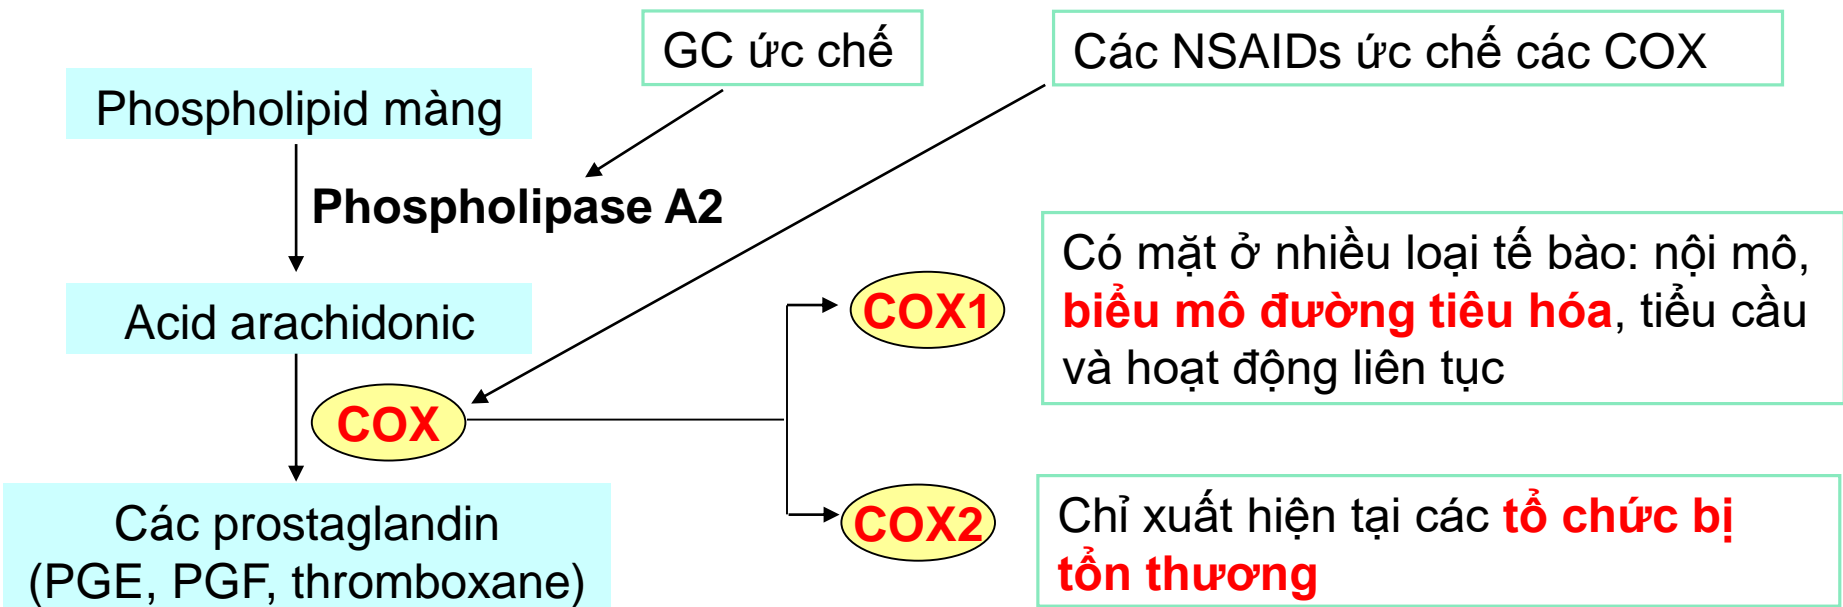 GC ức chế
Các NSAIDs ức chế các COX
Phospholipid màng
Phospholipase A2
Acid arachidonic
COX
Các prostaglandin
(PGE, PGF, thromboxane)
COX1
Có mặt ở nhiều loại tế bào: nội mô,
biểu mô đường tiêu hóa, tiểu cầu
và hoạt động liên tục
COX2
Chỉ xuất hiện tại các tổ chức bị
tổn thương